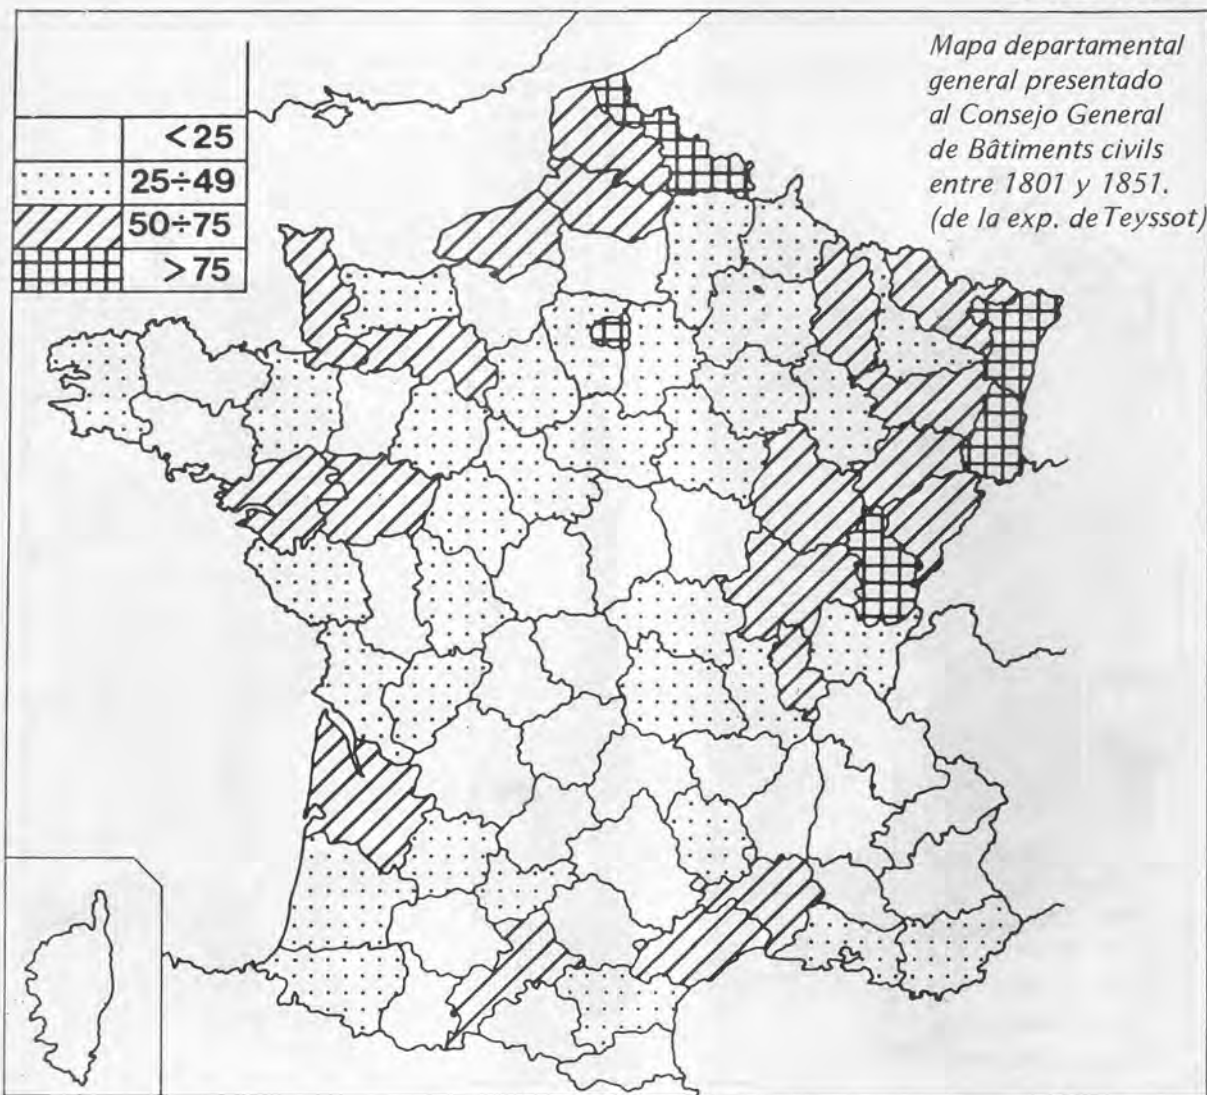 Mapa departamental
general presentado
al Consejo General
de Bâtiments civils
entre 1801 y 1851.
(de la exp. de Teyssot)
<25
25÷49
50÷75
>75